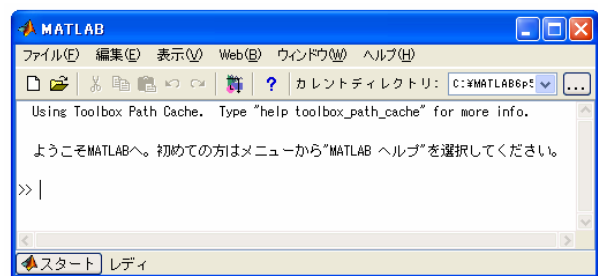 MATLAB
ファイル(F) 編集(E) 表示(V) Web(B) ウィンドウ(W) ヘルプ(H)
? カレントディレクトリ: C:¥MATLAB6p5 ...
Using Toolbox Path Cache. Type "help toolbox_path_cache" for more info.
ようこそMATLABへ。初めての方はメニューから"MATLAB ヘルプ"を選択してください。
>>
スタート レディ